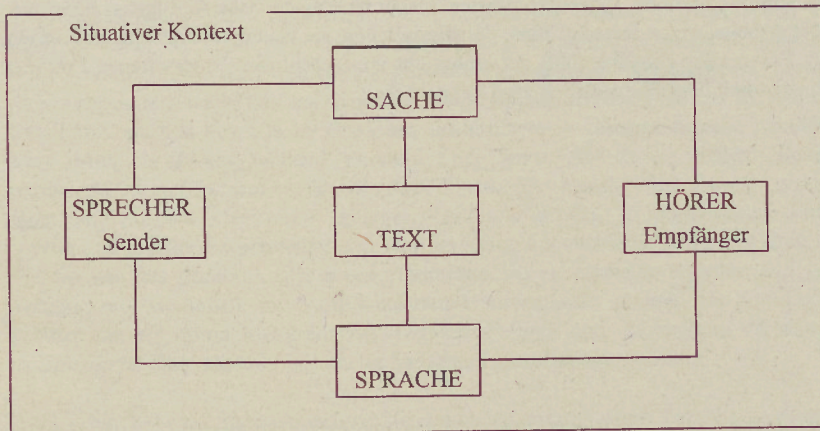 Situativer Kontext
SACHE
SPRECHER
Sender
TEXT
HÖRER
Empfänger
SPRACHE